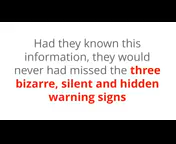 Had they known this
information, they would
never had missed the three
bizarre, silent and hidden
warning signs